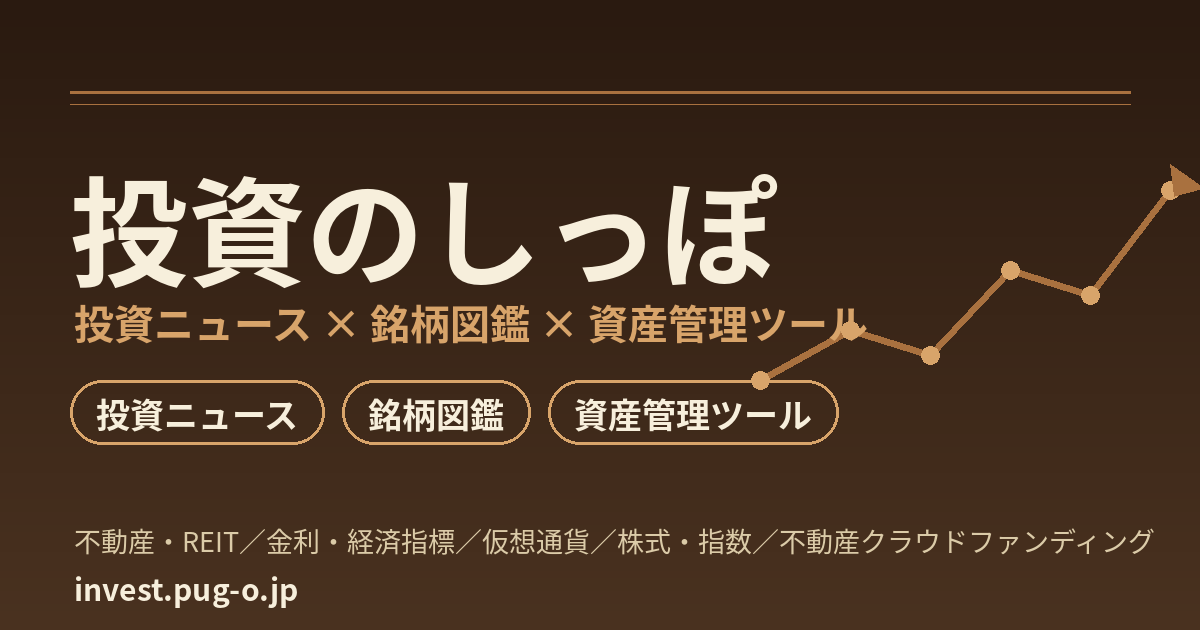 投資のしっぽ
投資ニュース × 銘柄図鑑 × 資産管理ツール
投資ニュース 銘柄図鑑 資産管理ツール
不動産・REIT／金利・経済指標／仮想通貨／株式・指数／不動産クラウドファンディング
invest.pug-o.jp